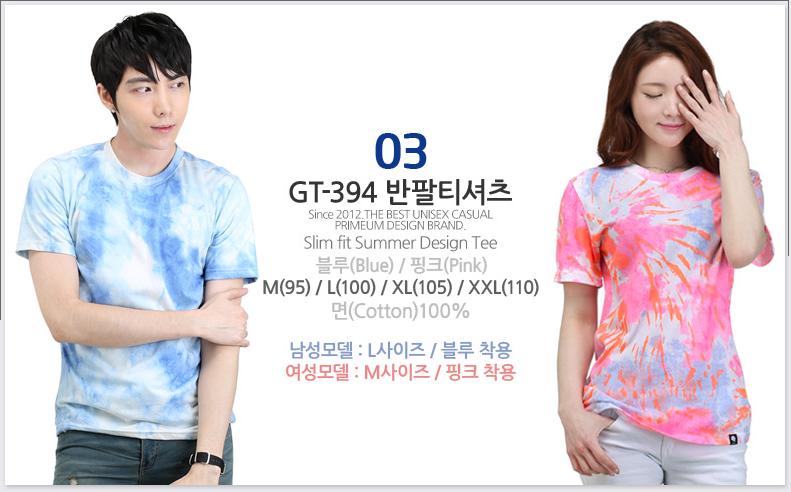 03
GT-394 반팔티셔츠
Since 2012.THE BEST UNISEX CASUAL
PRIMEUM DESIGN BRAND.
Slim fit Summer Design Tee
블루(Blue) / 핑크(Pink)
M(95) / L(100) / XL(105) / XXL(110)
면(Cotton)100%
남성모델 : L사이즈 / 블루 착용
여성모델 : M사이즈 / 핑크 착용